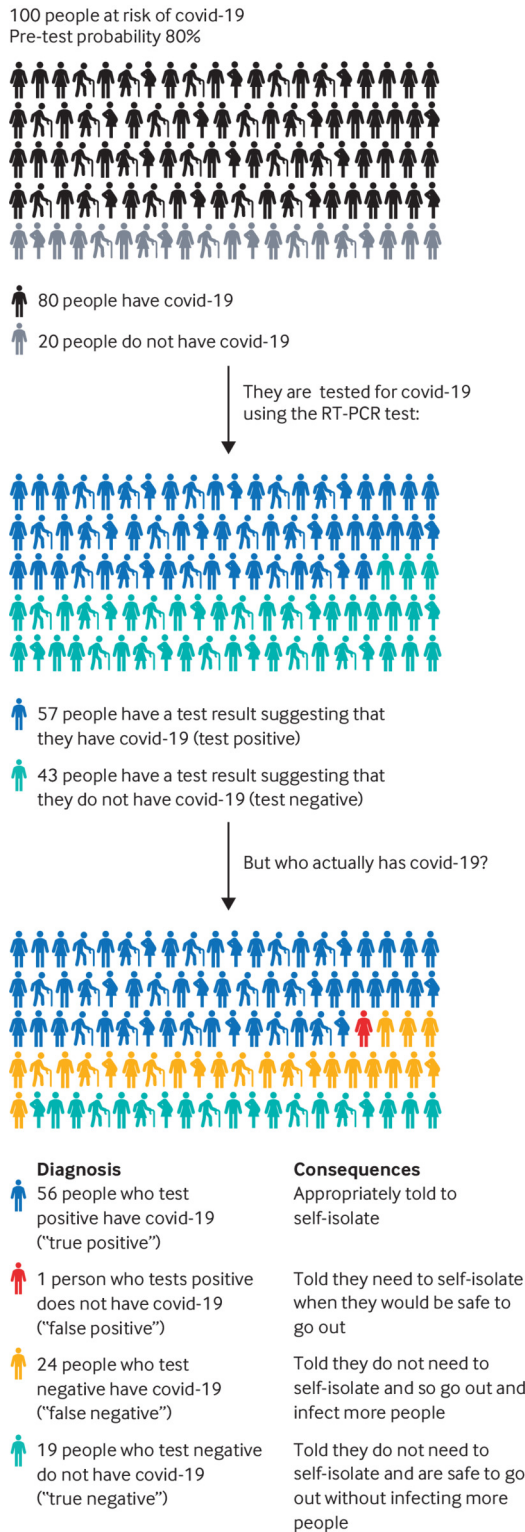 100 people at risk of covid-19
Pre-test probability 80%
80 people have covid-19
20 people do not have covid-19
They are tested for covid-19
using the RT-PCR test:
57 people have a test result suggesting that
they have covid-19 (test positive)
43 people have a test result suggesting that
they do not have covid-19 (test negative)
But who actually has covid-19?
Diagnosis
56 people who test
positive have covid-19
("true positive")
Consequences
Appropriately told to
self-isolate
1 person who tests positive
does not have covid-19
("false positive")
Told they need to self-isolate
when they would be safe to
go out
24 people who test
negative have covid-19
("false negative")
Told they do not need to
self-isolate and so go out and
infect more people
19 people who test negative
do not have covid-19
("true negative")
Told they do not need to
self-isolate and are safe to go
out without infecting more
people